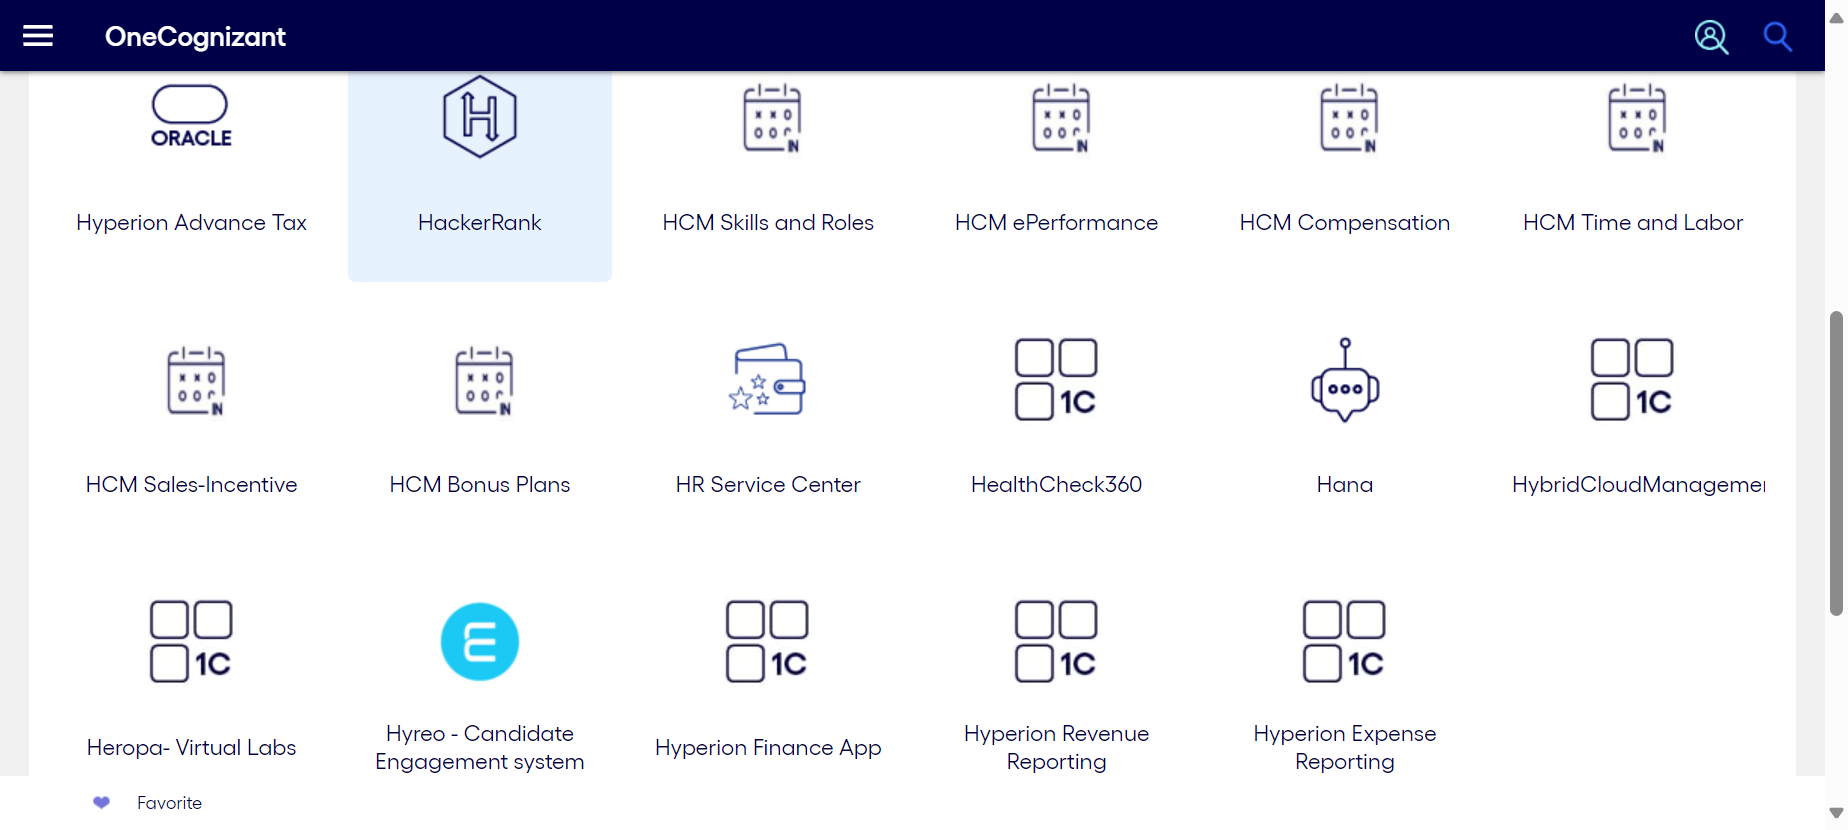 OneCognizant
ORACLE
Hyperion Advance Tax
HackerRank
HCM Skills and Roles
HCM ePerformance
HCM Compensation
HCM Time and Labor
HCM Sales-Incentive
HCM Bonus Plans
HR Service Center
1C
HealthCheck360
Hana
1C
HybridCloudManagemen
1C
Heropa- Virtual Labs
Hyreo - Candidate
Engagement system
1C
Hyperion Finance App
1C
Hyperion Revenue
Reporting
1C
Hyperion Expense
Reporting
Favorite